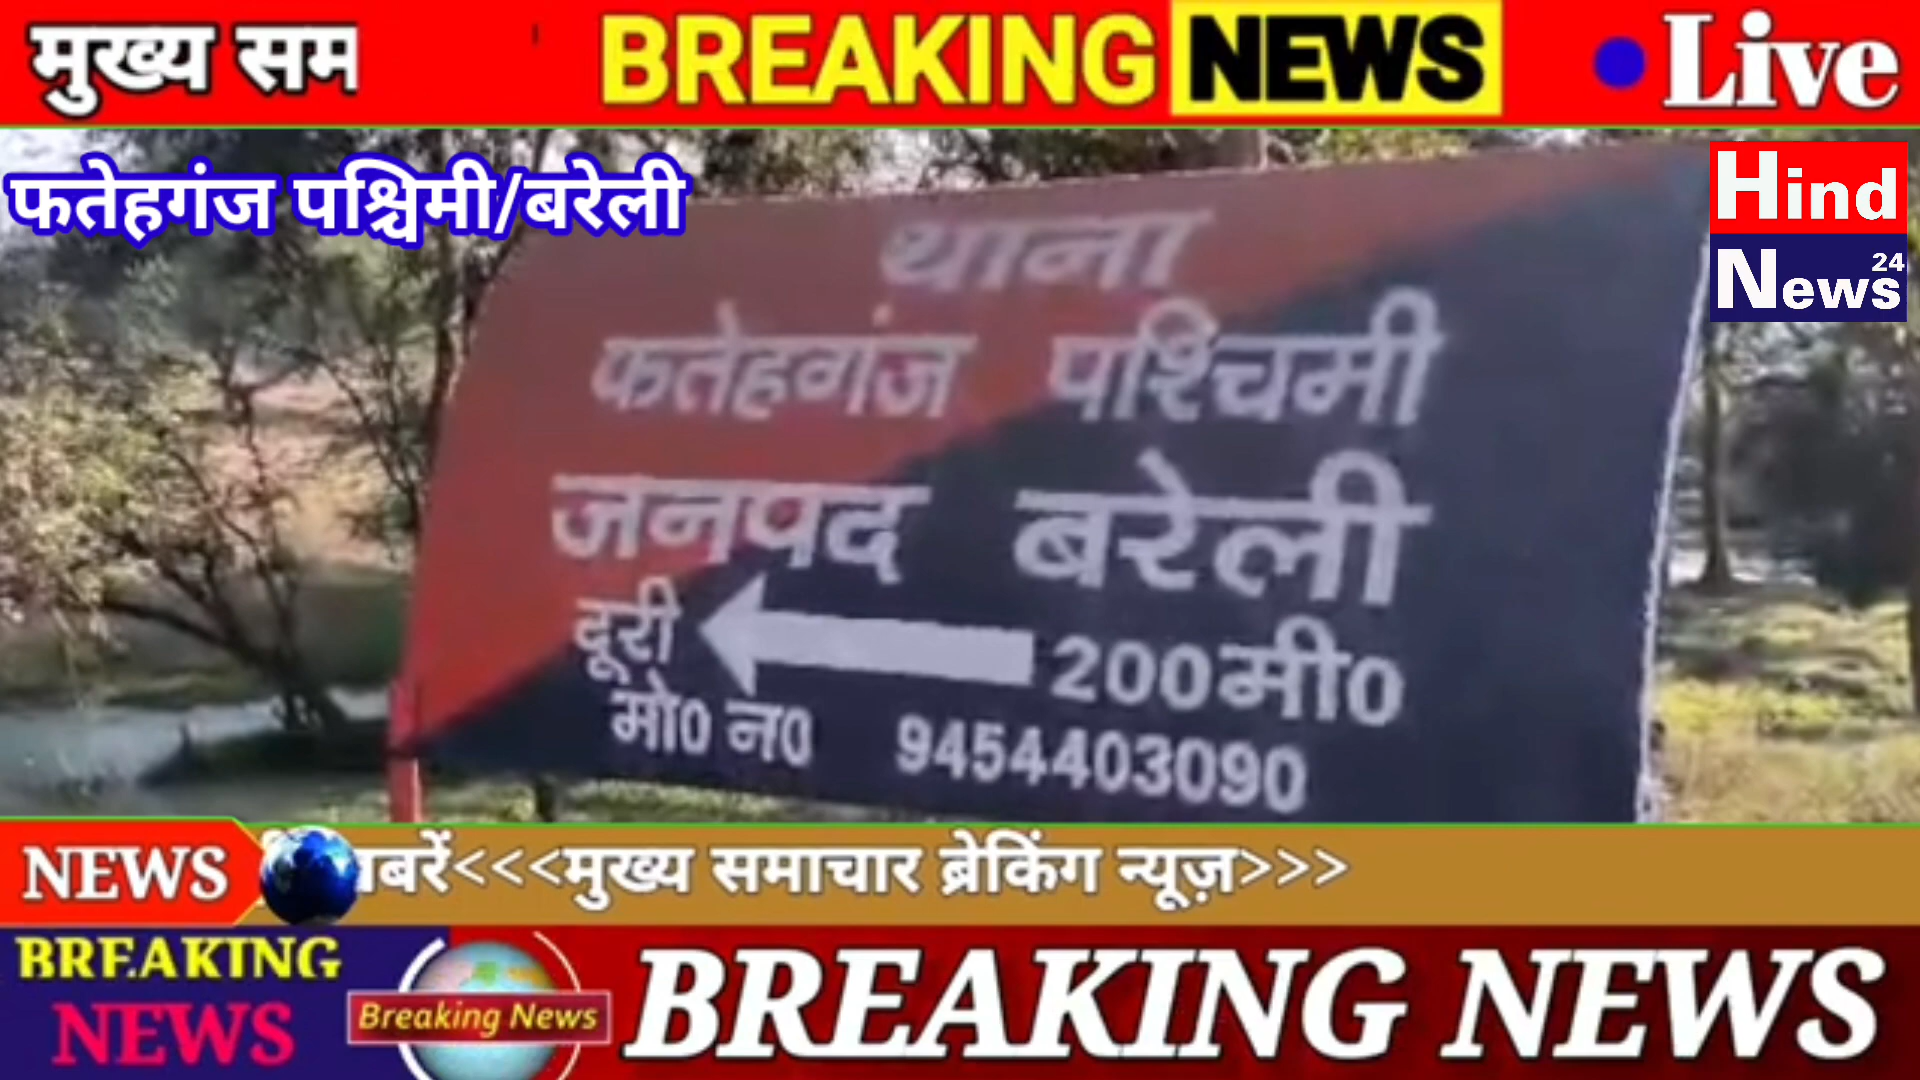 मुख्य सम BREAKING NEWS Live
फतेहगंज पश्चिमी/बरेली
Hind
News 24
थाना
फतेहगंज पश्चिमी
जनपद बरेली
दूरी 200मी0
मो0 न0 9454403090
NEWS
<<<मुख्य समाचार ब्रेकिंग न्यूज़>>>
BREAKING
NEWS
Breaking News
BREAKING NEWS